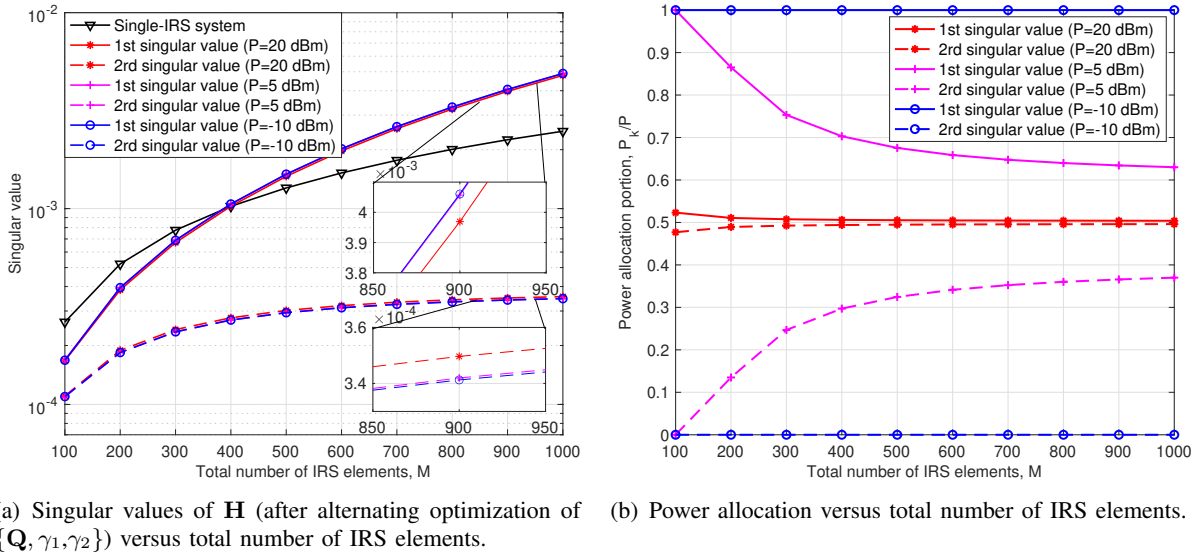 10^-2
10^-3
10^-4
Singular value
Single-IRS system
1st singular value (P=20 dBm)
2rd singular value (P=20 dBm)
1st singular value (P=5 dBm)
2rd singular value (P=5 dBm)
1st singular value (P=-10 dBm)
2rd singular value (P=-10 dBm)
×10^-3
4
3.9
3.8
850 900 950
3.6 ×10^-4
3.4
850 900 950
100 200 300 400 500 600 700 800 900 1000
Total number of IRS elements, M
(a) Singular values of H (after alternating optimization of
{Q, γ1,γ2}) versus total number of IRS elements.
1
0.9
0.8
0.7
0.6
0.5
0.4
0.3
0.2
0.1
0
Power allocation portion, P_k/P
1st singular value (P=20 dBm)
2rd singular value (P=20 dBm)
1st singular value (P=5 dBm)
2rd singular value (P=5 dBm)
1st singular value (P=-10 dBm)
2rd singular value (P=-10 dBm)
100 200 300 400 500 600 700 800 900 1000
Total number of IRS elements, M
(b) Power allocation versus total number of IRS elements.